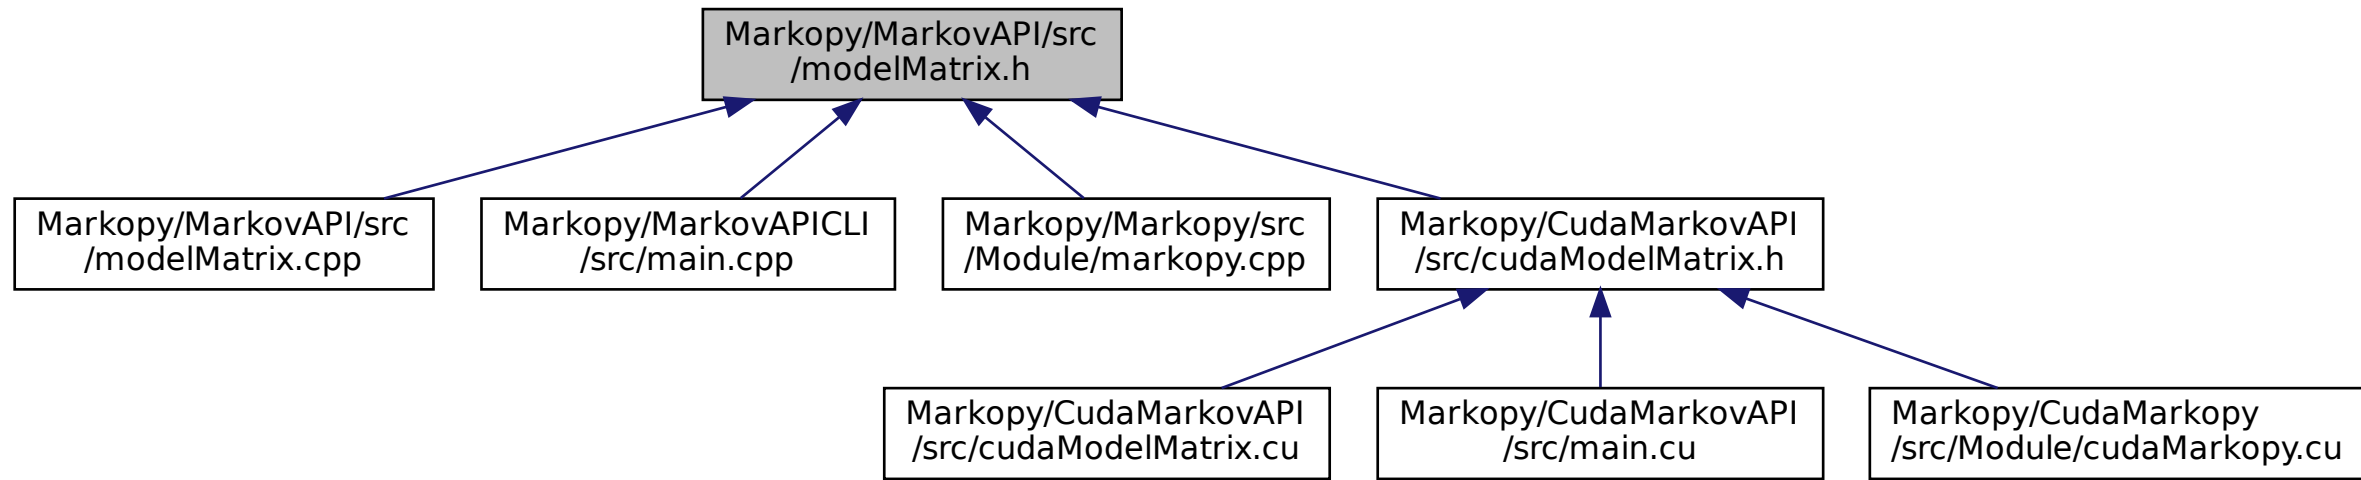 Markopy/MarkovAPI/src
/modelMatrix.h
Markopy/MarkovAPI/src
/modelMatrix.cpp
Markopy/MarkovAPICLI
/src/main.cpp
Markopy/Markopy/src
/Module/markopy.cpp
Markopy/CudaMarkovAPI
/src/cudaModelMatrix.h
Markopy/CudaMarkovAPI
/src/cudaModelMatrix.cu
Markopy/CudaMarkovAPI
/src/main.cu
Markopy/CudaMarkopy
/src/Module/cudaMarkopy.cu